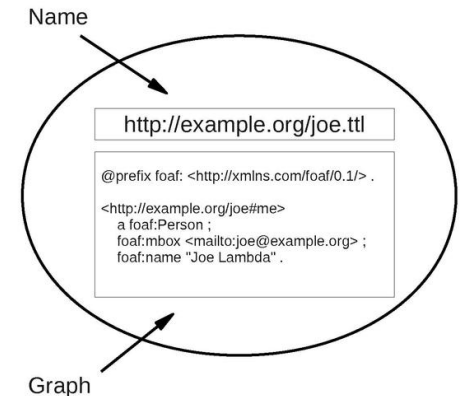 Name
http://example.org/joe.ttl
@prefix foaf: <http://xmlns.com/foaf/0.1/> .
<http://example.org/joe#me>
a foaf:Person ;
foaf:mbox <mailto:joe@example.org> ;
foaf:name "Joe Lambda" .
Graph